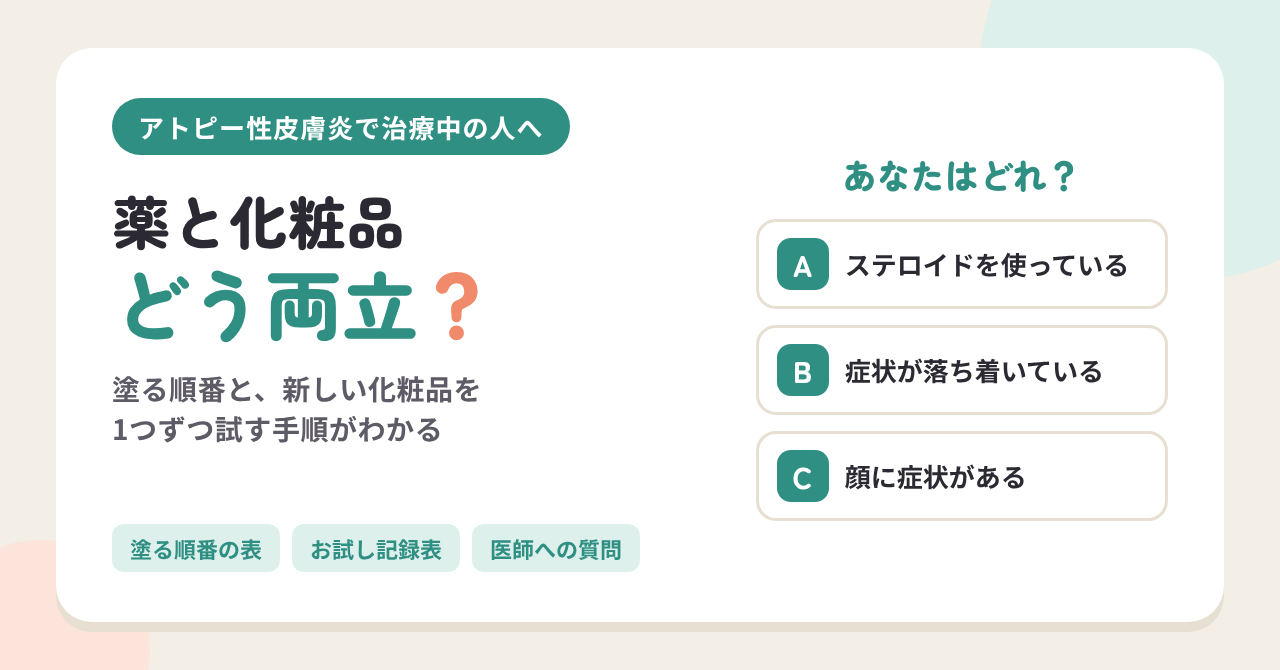 アトピー性皮膚炎で治療中の人へ
薬と化粧品
どう両立？
塗る順番と、新しい化粧品を
1つずつ試す手順がわかる
塗る順番の表
お試し記録表
医師への質問
あなたはどれ？
A ステロイドを使っている
B 症状が落ち着いている
C 顔に症状がある